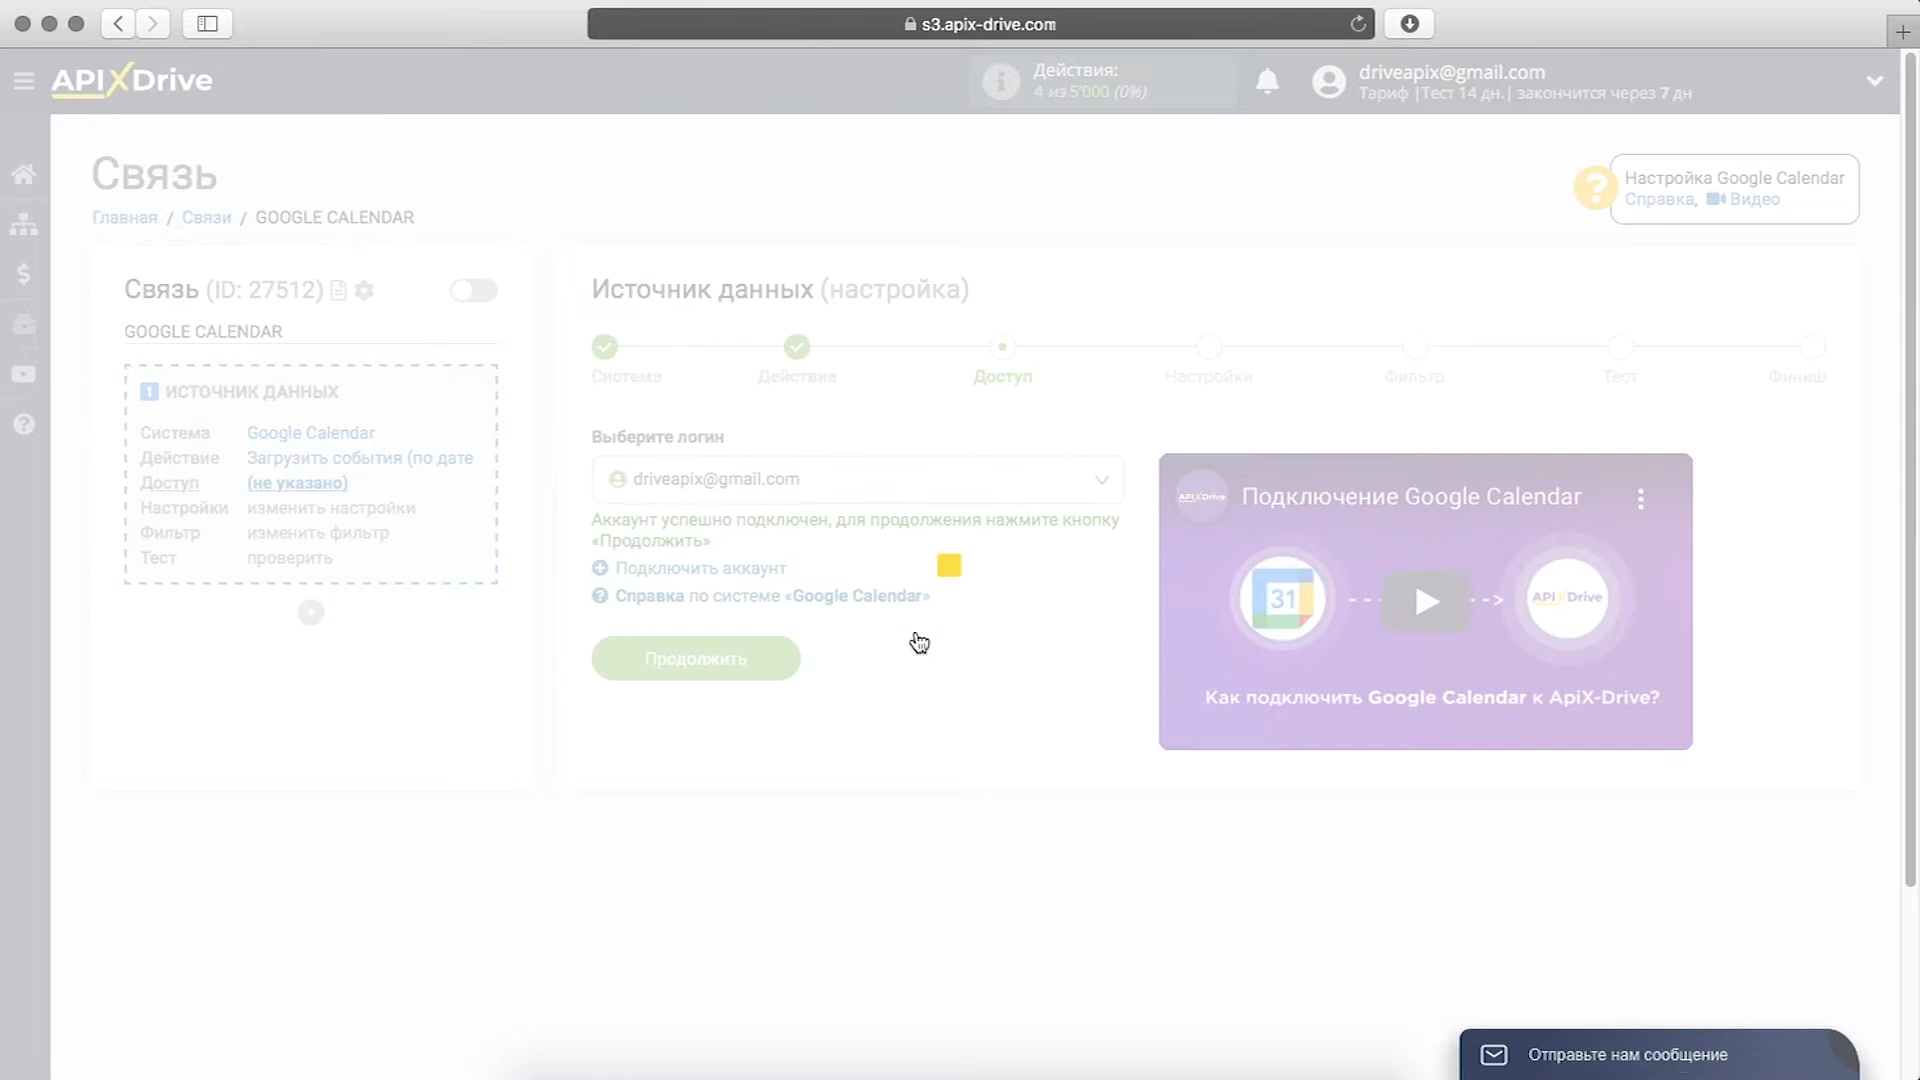 s3.apix-drive.com
APIXDrive
Действия:
4 из 5'000 (0%)
driveapix@gmail.com
Тариф |Тест 14 дн.| закончится через 7 дн
Связь
Главная / Связи / GOOGLE CALENDAR
Настройка Google Calendar
Справка, Видео
Связь (ID: 27512)
GOOGLE CALENDAR
1 ИСТОЧНИК ДАННЫХ
Система Google Calendar
Действие Загрузить события (по дате
Доступ (не указано)
Настройки изменить настройки
Фильтр изменить фильтр
Тест проверить
Источник данных (настройка)
Система Действие Доступ Настройки Фильтр Тест Финиш
Выберите логин
driveapix@gmail.com
Аккаунт успешно подключен, для продолжения нажмите кнопку
«Продолжить»
Подключить аккаунт
Справка по системе «Google Calendar»
Продолжить
APIXDrive Подключение Google Calendar
31
APIXDrive
Как подключить Google Calendar к ApiX-Drive?
Отправьте нам сообщение